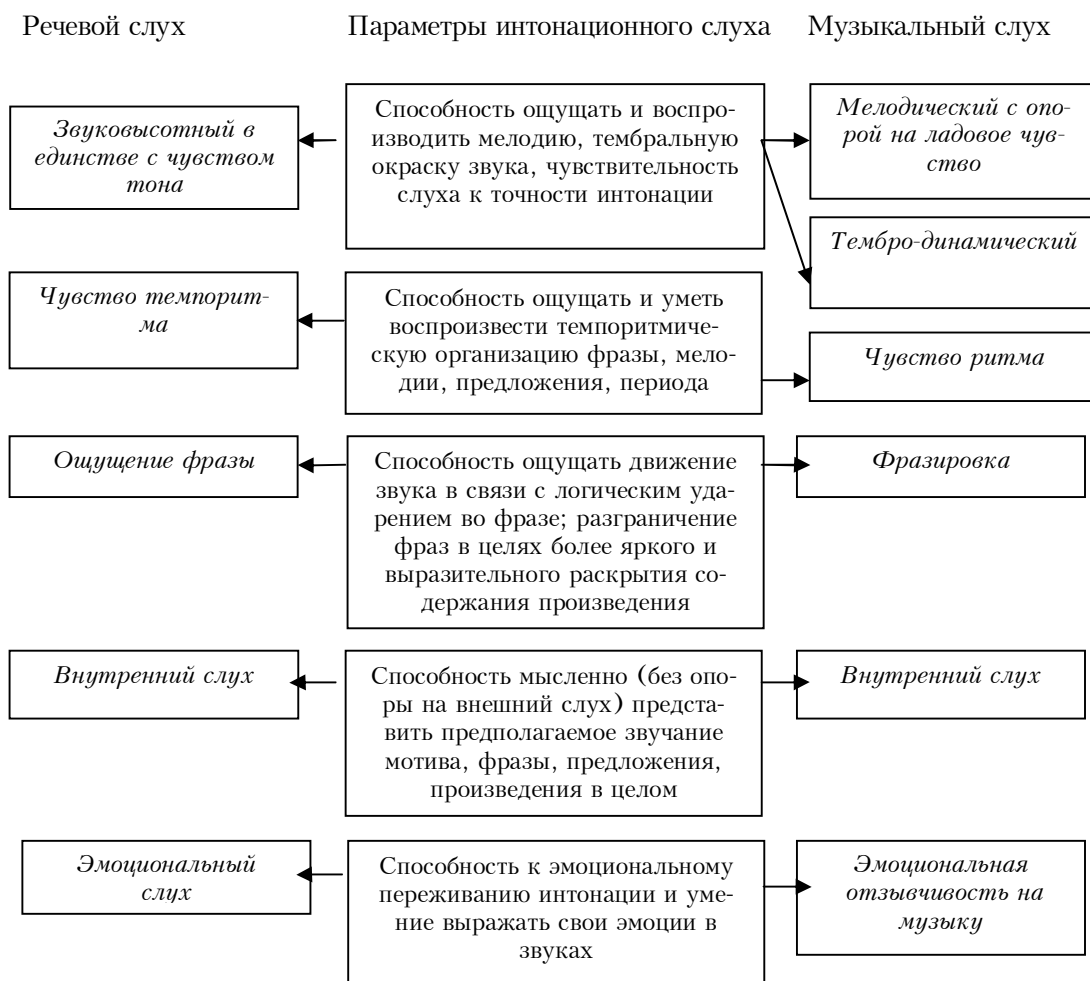 Речевой слух
Параметры интонационного слуха
Музыкальный слух
Звуковысотный в
единстве с чувством
тона
Способность ощущать и воспро-
изводить мелодию, тембральную
окраску звука, чувствительность
слуха к точности интонации
Мелодический с опо-
рой на ладовое чув-
ство
Тембро-динамический
Чувство темпорит-
ма
Способность ощущать и уметь
воспроизвести темпоритмиче-
скую организацию фразы, мело-
дии, предложения, периода
Чувство ритма
Ощущение фразы
Способность ощущать движение
звука в связи с логическим уда-
рением во фразе; разграничение
фраз в целях более яркого и
выразительного раскрытия со-
держания произведения
Фразировка
Внутренний слух
Способность мысленно (без опо-
ры на внешний слух) предста-
вить предполагаемое звучание
мотива, фразы, предложения,
произведения в целом
Внутренний слух
Эмоциональный
слух
Способность к эмоциональному
переживанию интонации и уме-
ние выражать свои эмоции в
звуках
Эмоциональная
отзывчивость на
музыку